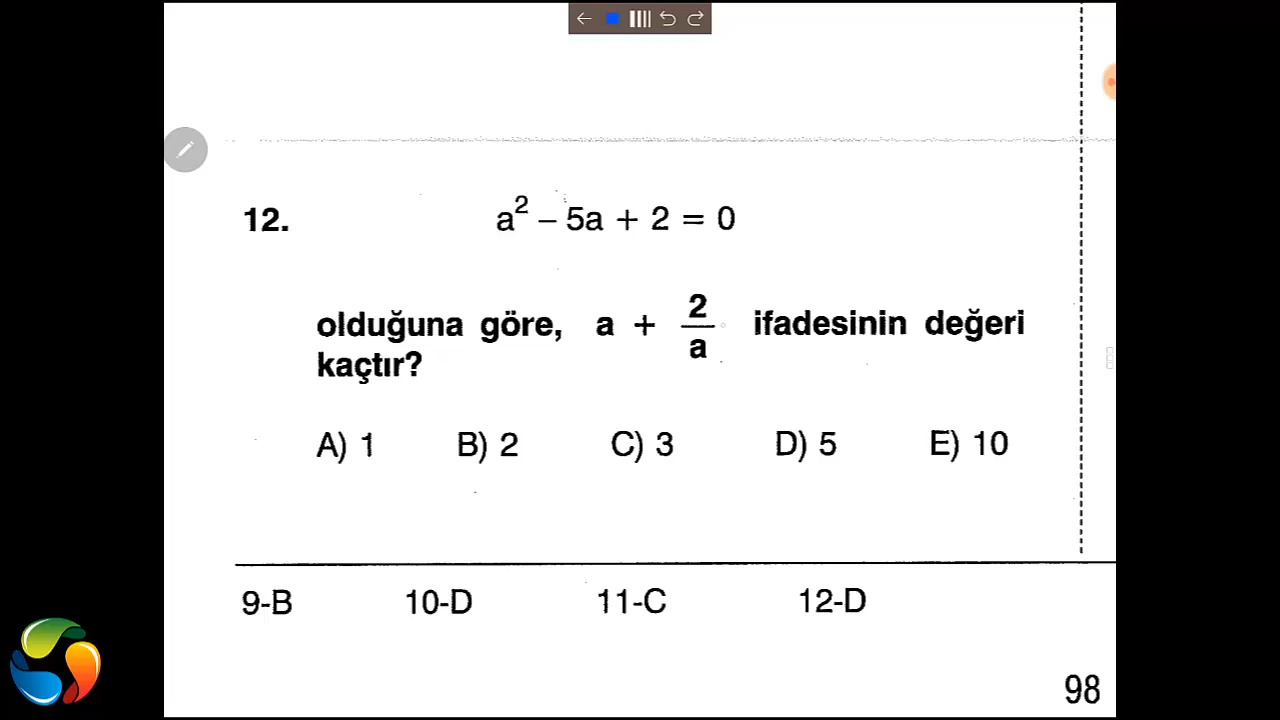 12. a² – 5a + 2 = 0
olduğuna göre, a + 2/a ifadesinin değeri
kaçtır?
A) 1 B) 2 C) 3 D) 5 E) 10
9-B 10-D 11-C 12-D
98